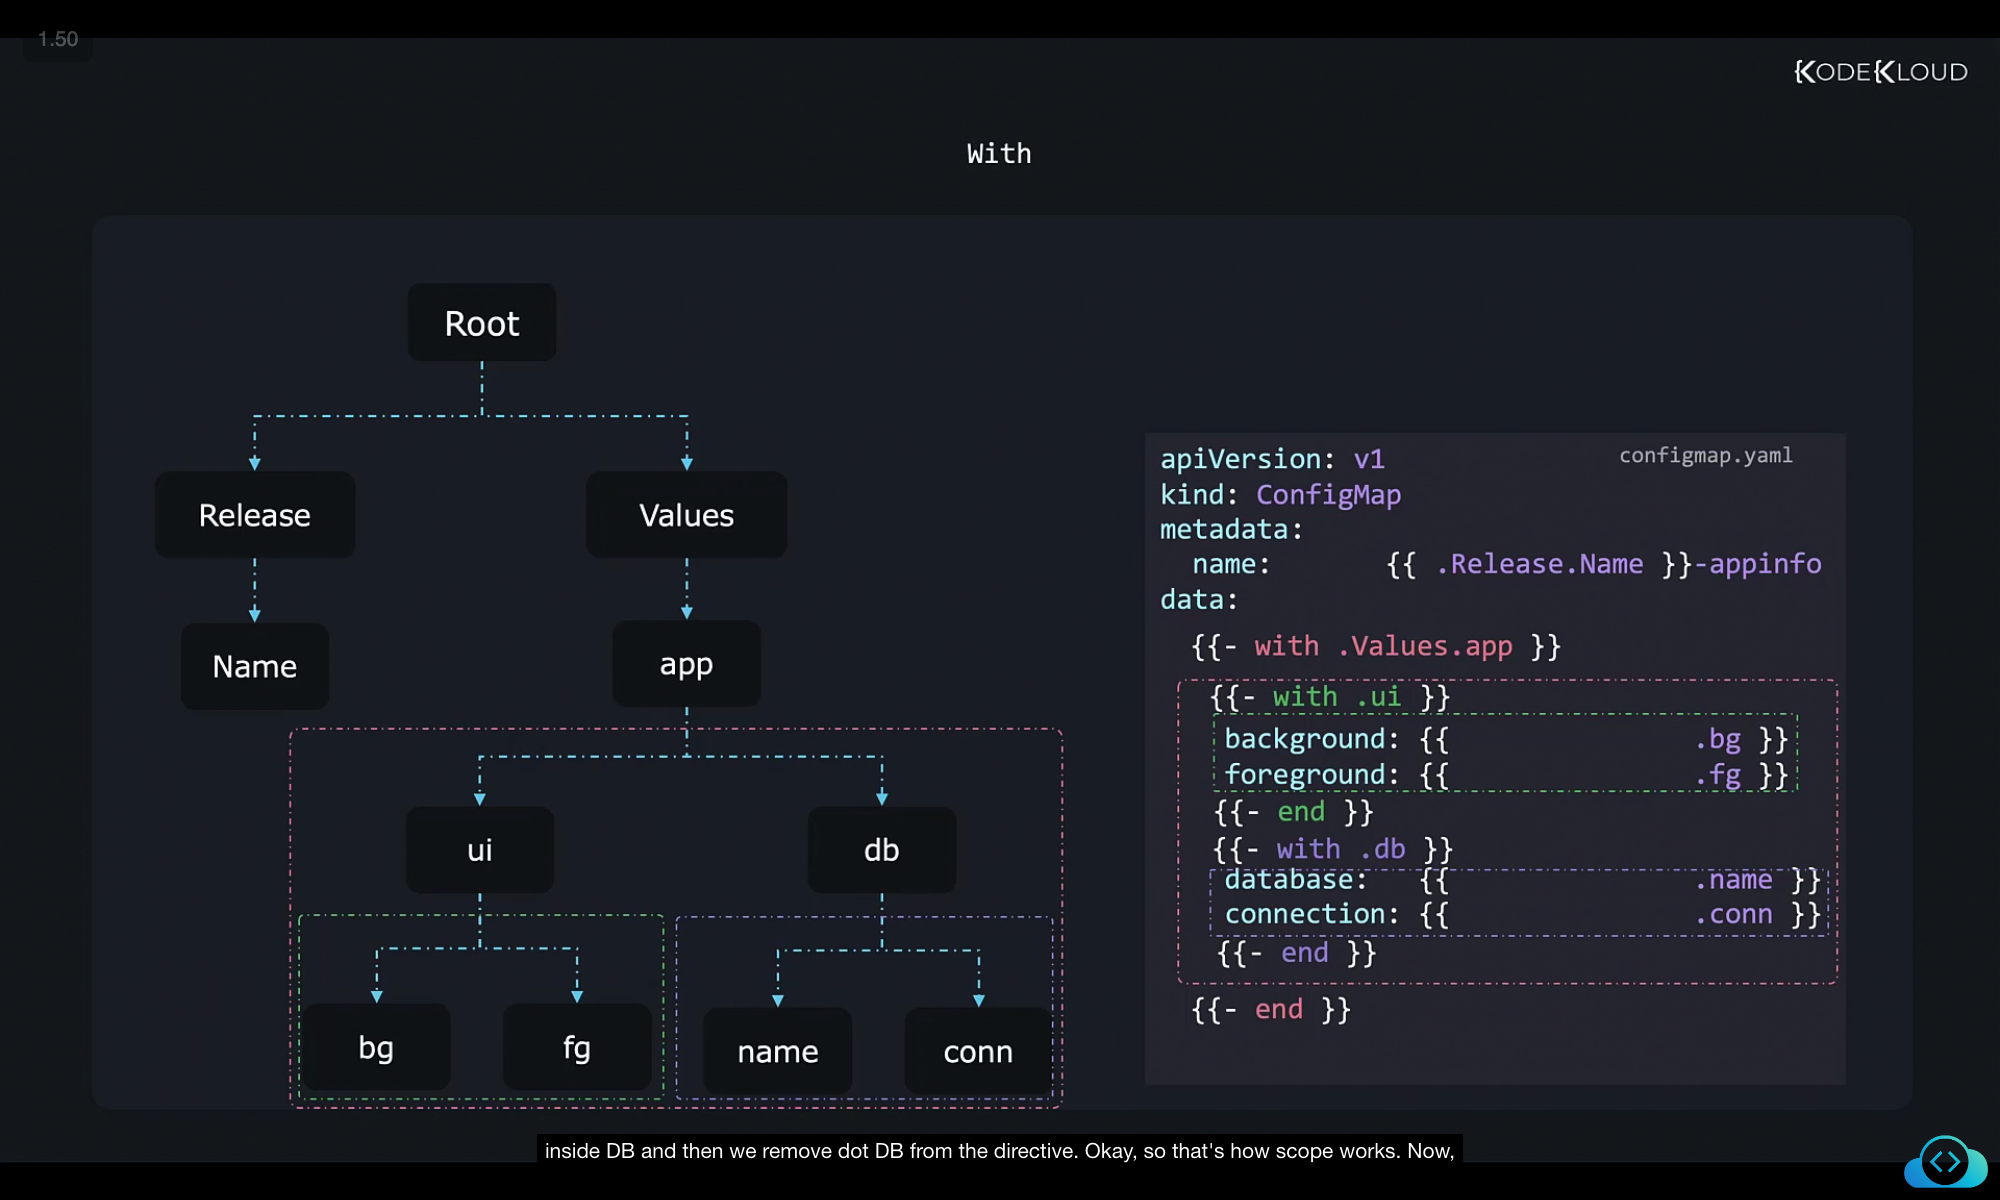 1.50
KODEKLOUD
With
Root
Release
Values
Name
app
ui
db
bg
fg
name
conn
configmap.yaml
apiVersion: v1
kind: ConfigMap
metadata:
  name: {{ .Release.Name }}-appinfo
data:
  {{- with .Values.app }}
  {{- with .ui }}
  background: {{ .bg }}
  foreground: {{ .fg }}
  {{- end }}
  {{- with .db }}
  database: {{ .name }}
  connection: {{ .conn }}
  {{- end }}
  {{- end }}
inside DB and then we remove dot DB from the directive. Okay, so that's how scope works. Now,